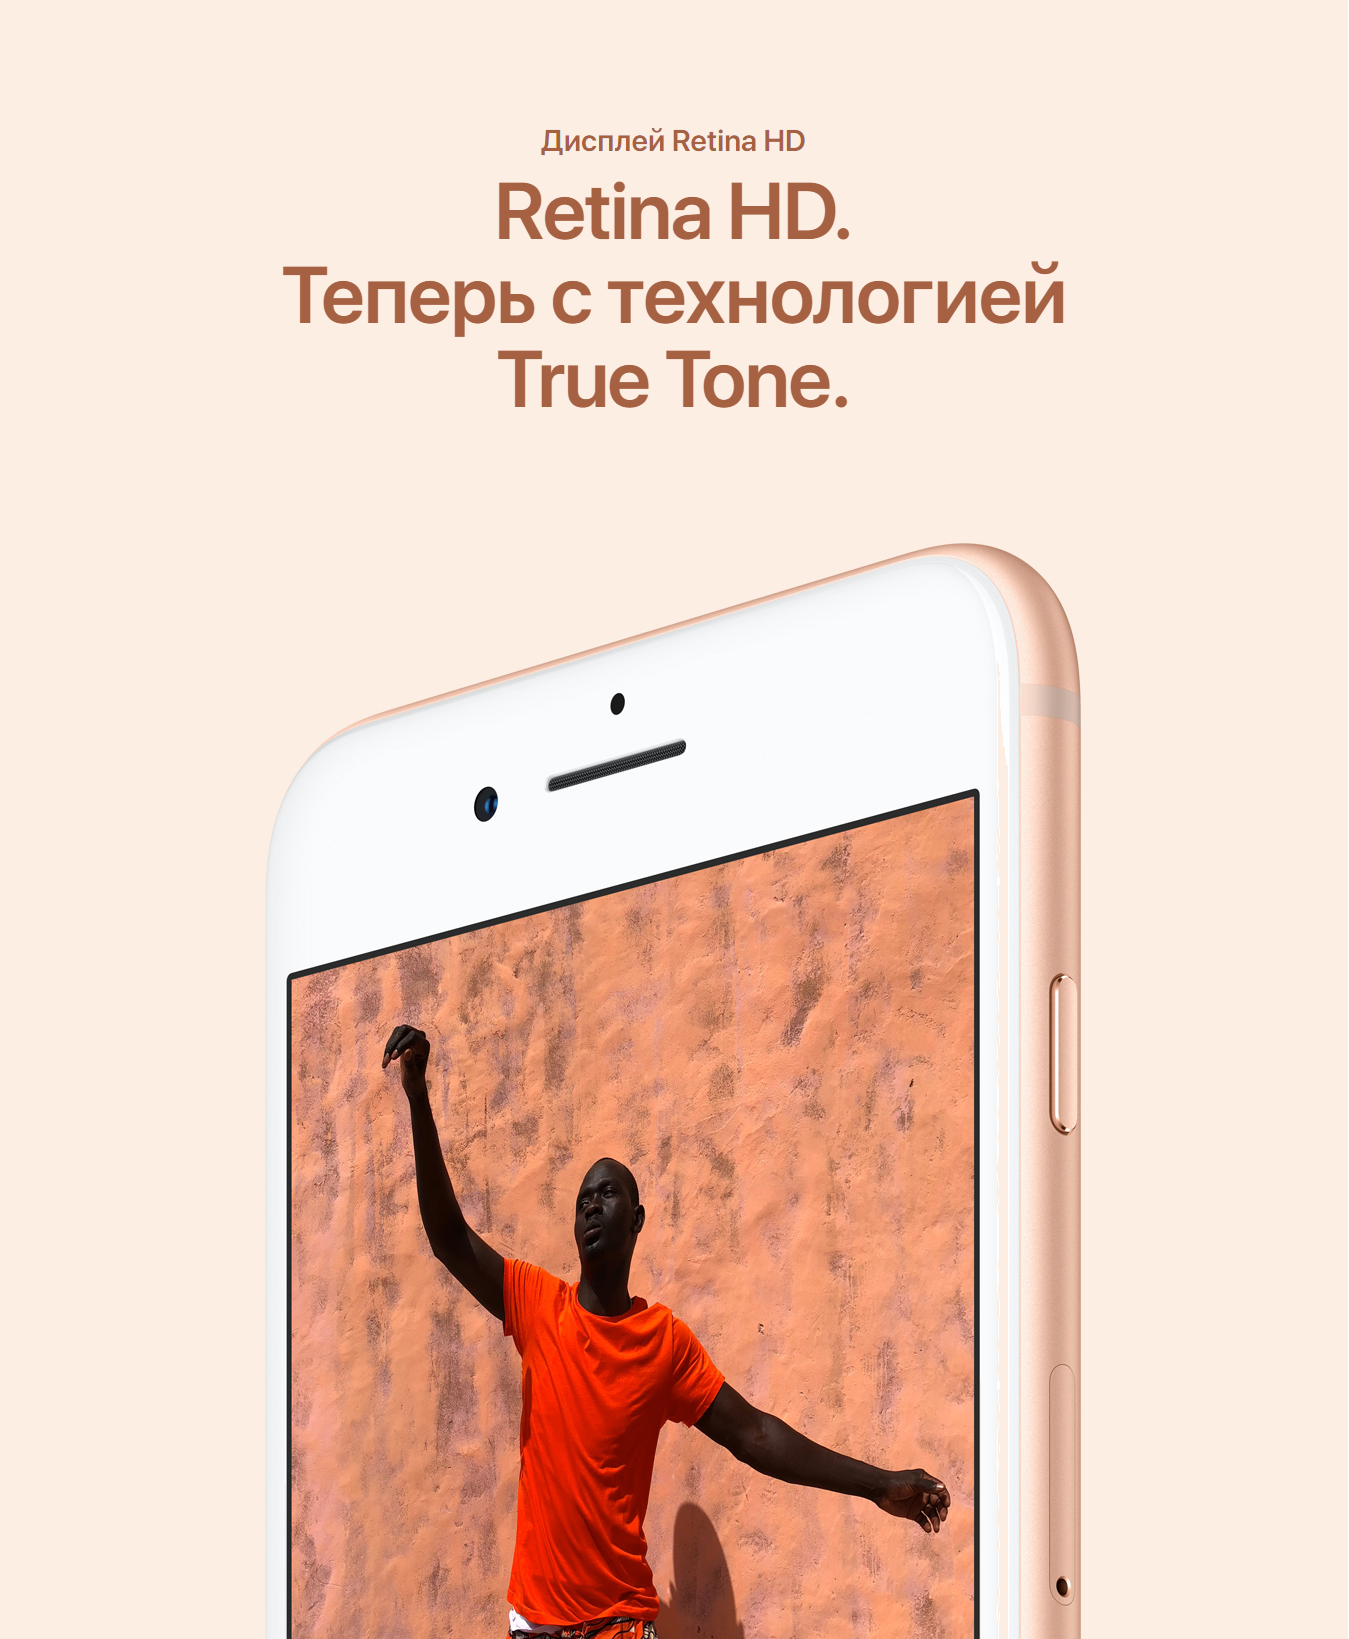 Дисплей Retina HD
Retina HD.
Теперь с технологией
True Tone.